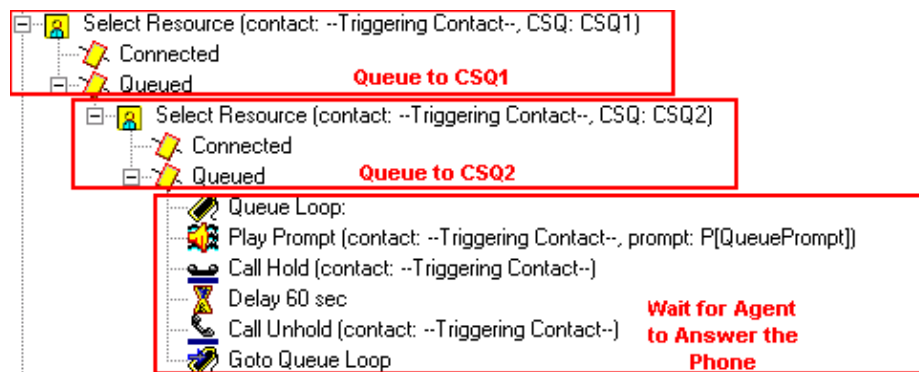 Select Resource (contact: --Triggering Contact--, CSQ: CSQ1)
Connected
Queued
Queue to CSQ1
Select Resource (contact: --Triggering Contact--, CSQ: CSQ2)
Connected
Queued
Queue to CSQ2
Queue Loop:
Play Prompt (contact: --Triggering Contact--, prompt: P[QueuePrompt])
Call Hold (contact: --Triggering Contact--)
Delay 60 sec
Call Unhold (contact: --Triggering Contact--)
Goto Queue Loop
Wait for Agent
to Answer the
Phone